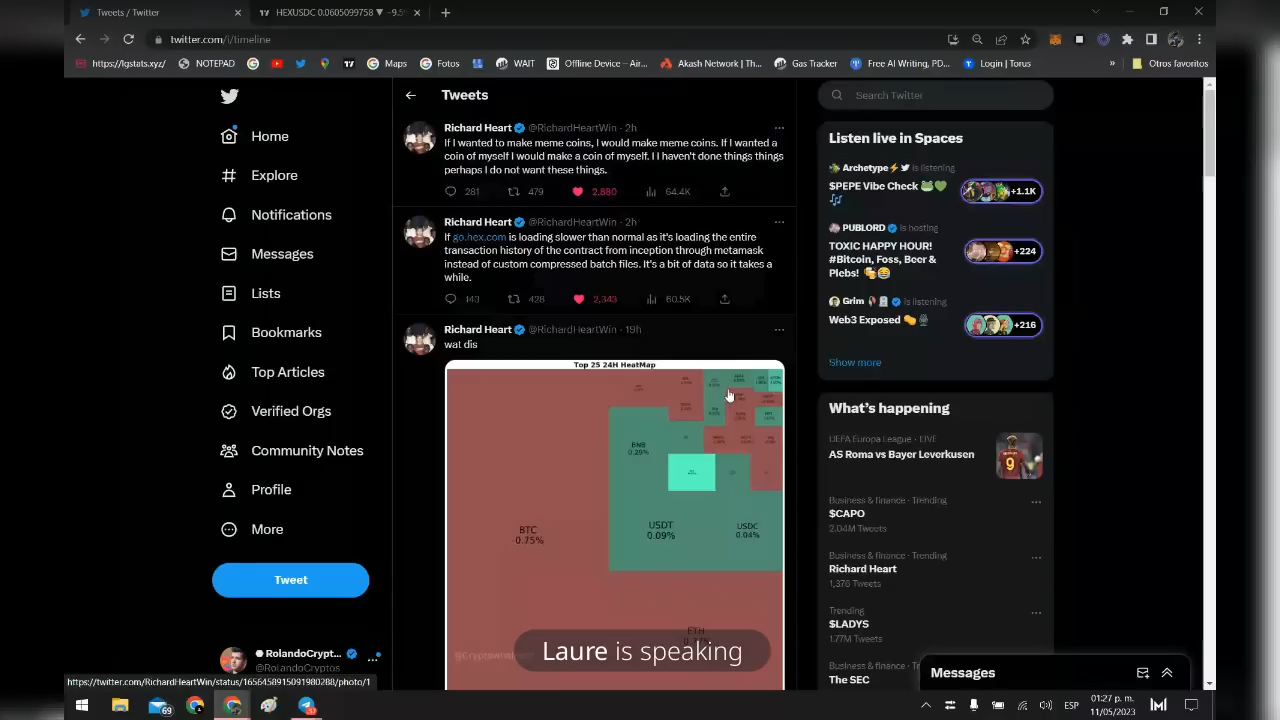 Tweets / Twitter
HEXUSDC 0.0605099758 ▼ −9.5
twitter.com/i/timeline
https://lgstats.xyz/
NOTEPAD
Maps
Fotos
WAIT
Offline Device – Air...
Akash Network | Th...
Gas Tracker
Free AI Writing, PD...
Login | Torus
»
Otros favoritos
Home
Explore
Notifications
Messages
Lists
Bookmarks
Top Articles
Verified Orgs
Community Notes
Profile
More
Tweet
RolandoCrypt...
@RolandoCryptos
Tweets
Richard Heart @RichardHeartWin · 2h
If I wanted to make meme coins, I would make meme coins. If I wanted a
coin of myself I would make a coin of myself. I I haven't done things things
perhaps I do not want these things.
281 479 2,880 64.4K
Richard Heart @RichardHeartWin · 2h
If go.hex.com is loading slower than normal as it's loading the entire
transaction history of the contract from inception through metamask
instead of custom compressed batch files. It's a bit of data so it takes a
while.
143 428 2,343 60.5K
Richard Heart @RichardHeartWin · 19h
wat dis
Top 25 24H HeatMap
BNB
0.29%
BTC
-0.75%
USDT
0.09%
USDC
0.04%
ETH
Laure is speaking
Search Twitter
Listen live in Spaces
Archetype is listening
$PEPE Vibe Check
+1.1K
PUBLORD is hosting
TOXIC HAPPY HOUR!
#Bitcoin, Foss, Beer &
Plebs!
+224
Grim is listening
Web3 Exposed
+216
Show more
What's happening
UEFA Europa League · LIVE
AS Roma vs Bayer Leverkusen
Business & finance · Trending
$CAPO
2.04M Tweets
Business & finance · Trending
Richard Heart
1,376 Tweets
Trending
$LADYS
1.77M Tweets
Business & finance · Trending
The SEC
Messages
https://twitter.com/RichardHeartWin/status/1656458915091980288/photo/1
69
ESP
01:27 p. m.
11/05/2023